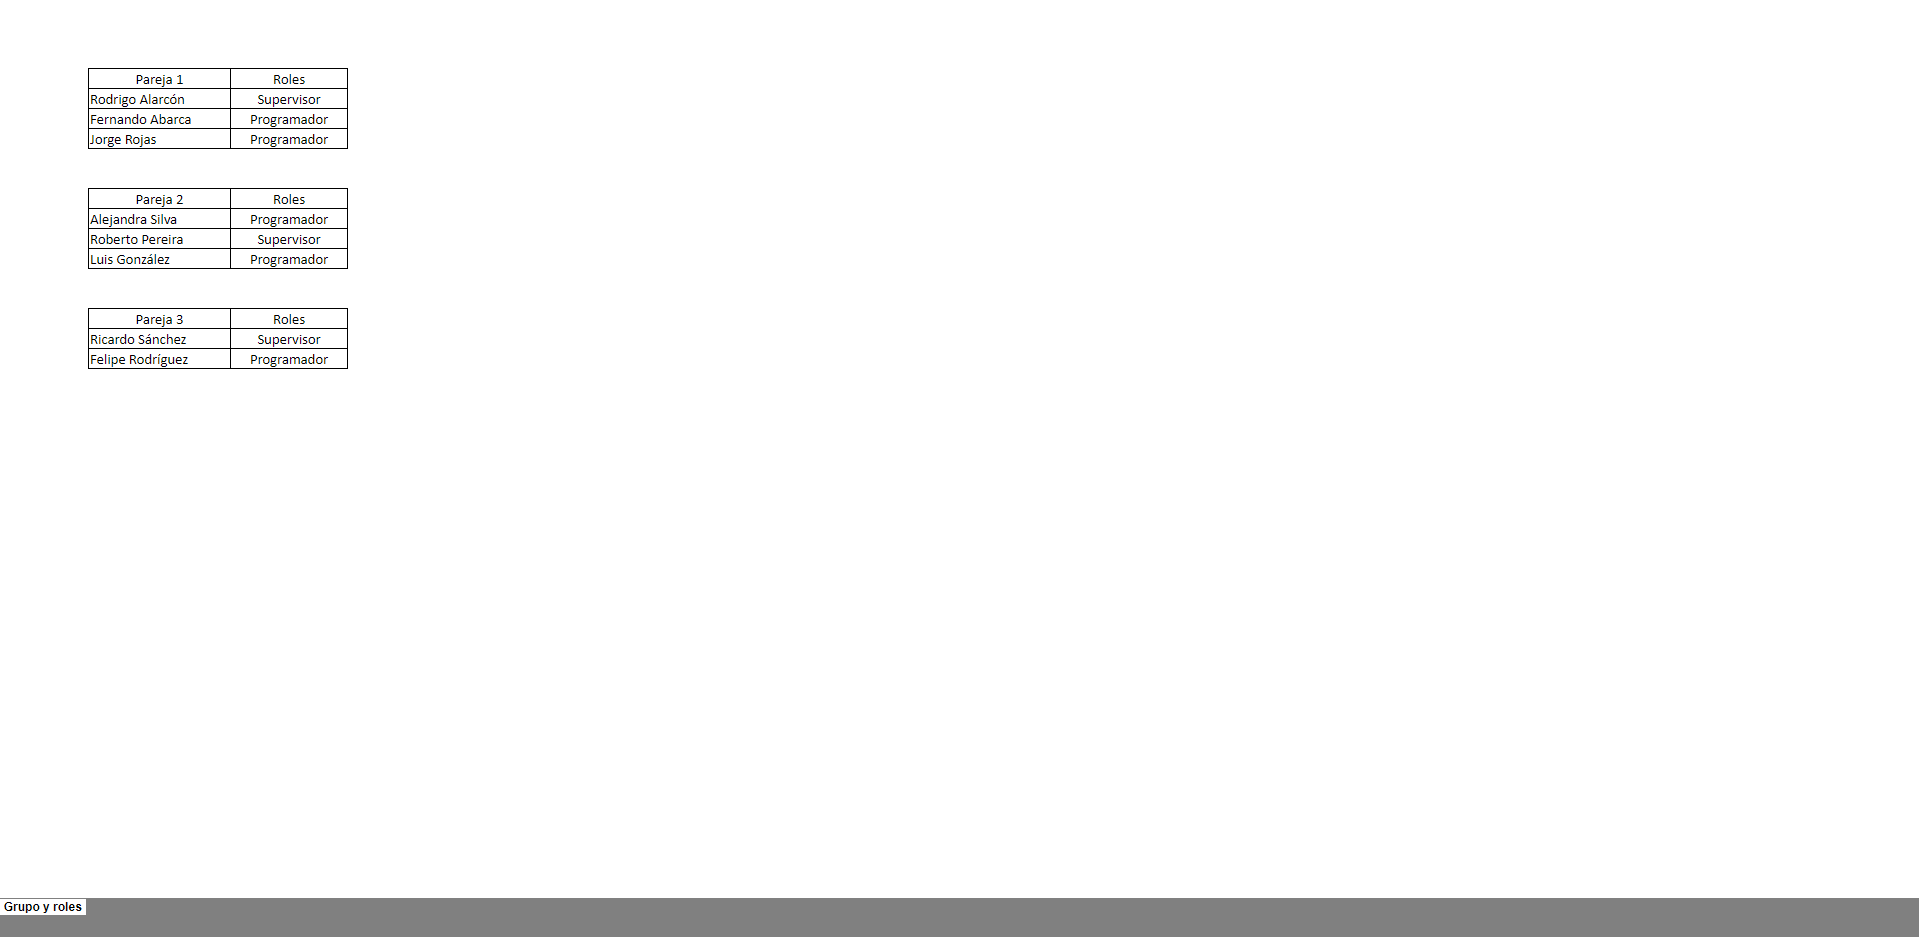 Pareja 1 Roles
Rodrigo Alarcón Supervisor
Fernando Abarca Programador
Jorge Rojas Programador
Pareja 2 Roles
Alejandra Silva Programador
Roberto Pereira Supervisor
Luis González Programador
Pareja 3 Roles
Ricardo Sánchez Supervisor
Felipe Rodríguez Programador
Grupo y roles